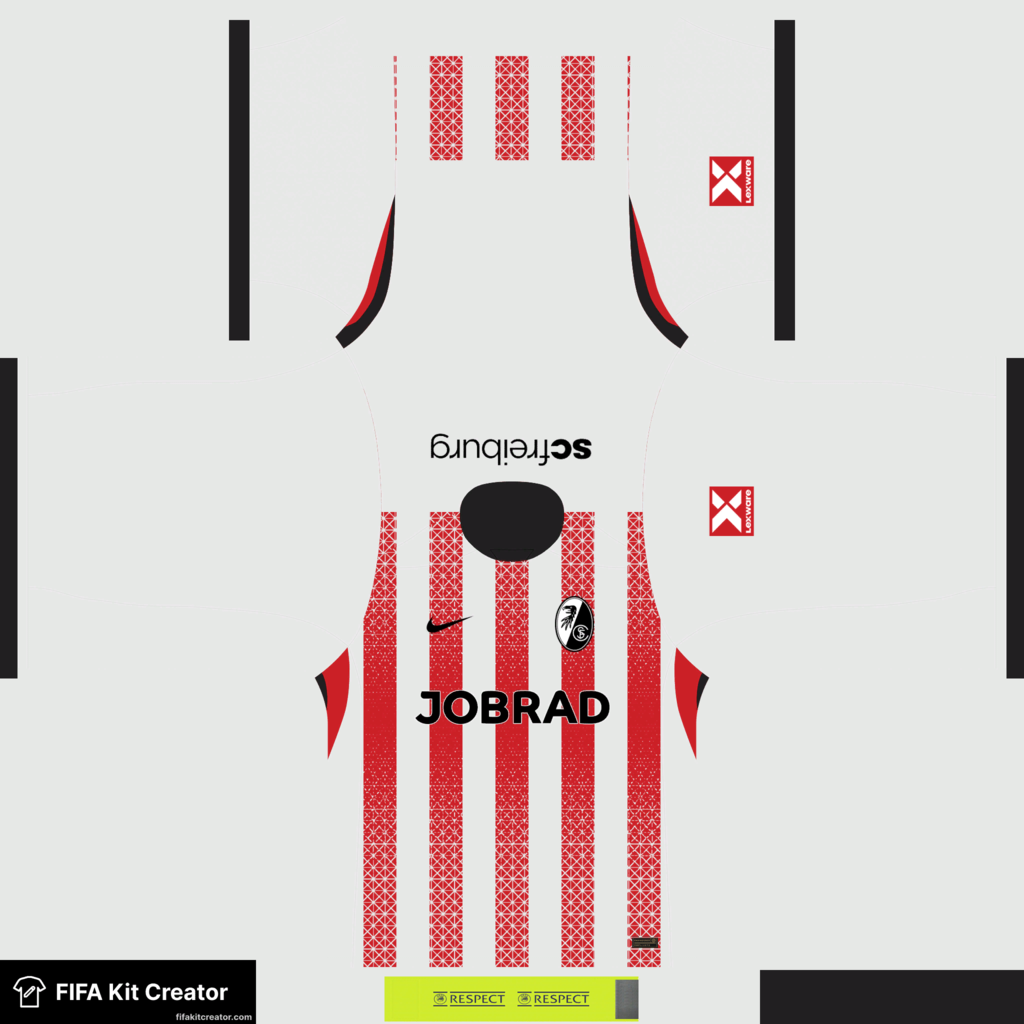 Lexware
scfreiburg
Lexware
JOBRAD
RESPECT RESPECT
FIFA Kit Creator
fifakitcreator.com